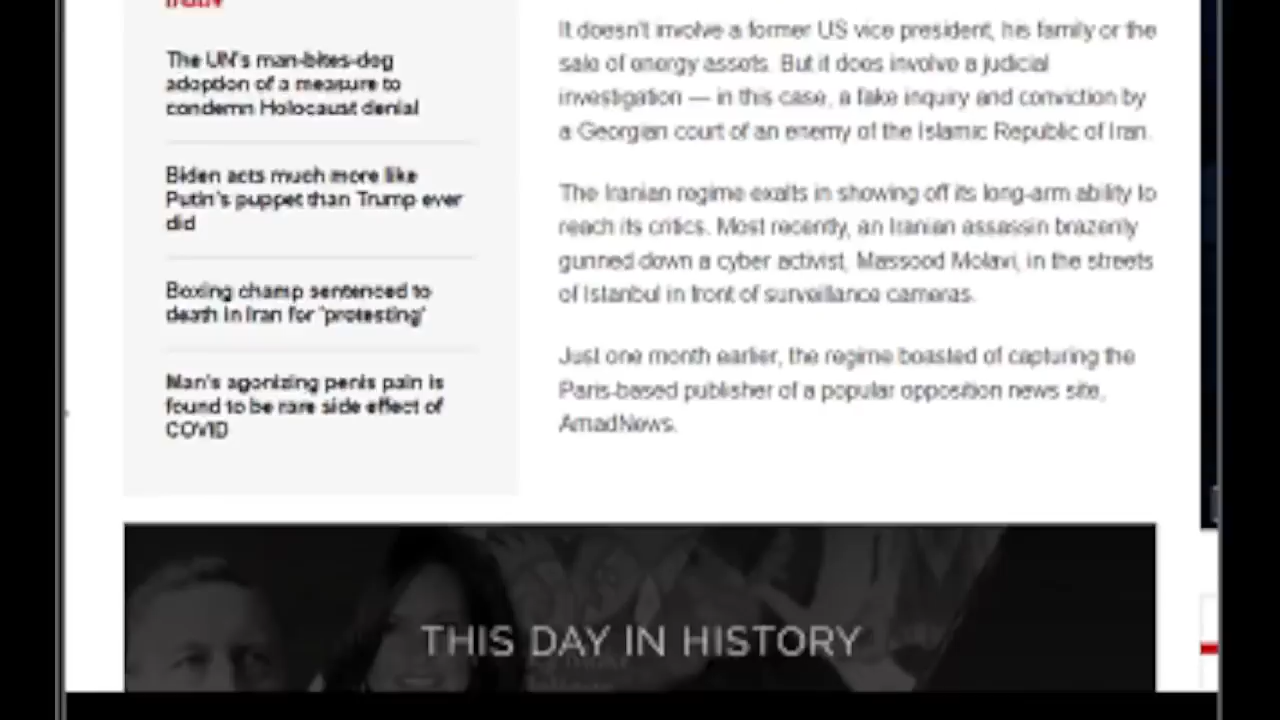 The UN's man-bites-dog
adoption of a measure to
condemn Holocaust denial
Biden acts much more like
Putin's puppet than Trump ever
did
Boxing champ sentenced to
death in Iran for 'protesting'
Man's agonizing penis pain is
found to be rare side effect of
COVID
It doesn't involve a former US vice president, his family or the
sale of energy assets. But it does involve a judicial
investigation — in this case, a fake inquiry and conviction by
a Georgian court of an enemy of the Islamic Republic of Iran.
The Iranian regime exalts in showing off its long-arm ability to
reach its critics. Most recently, an Iranian assassin brazenly
gunned down a cyber activist, Massood Molavi, in the streets
of Istanbul in front of surveillance cameras.
Just one month earlier, the regime boasted of capturing the
Paris-based publisher of a popular opposition news site,
AmadNews.
THIS DAY IN HISTORY